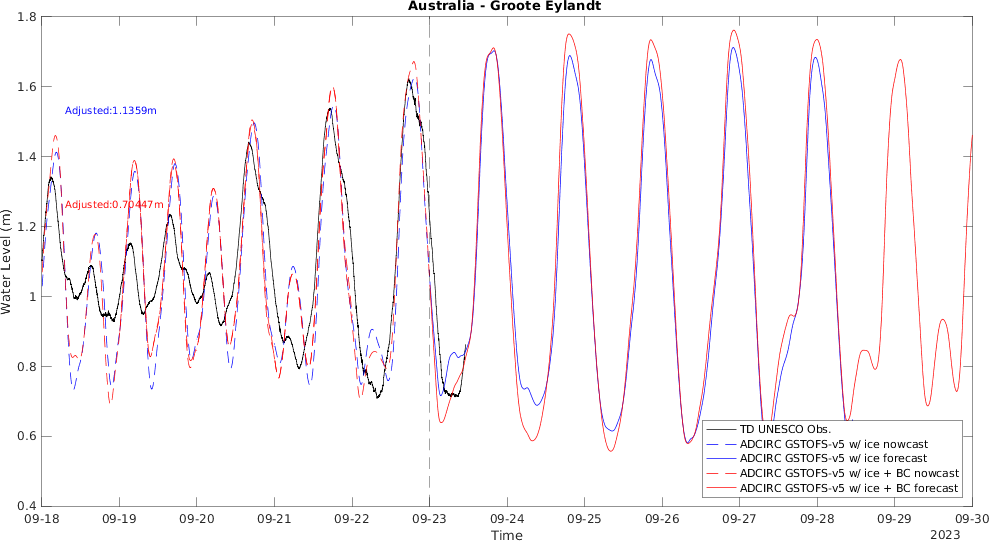 Australia - Groote Eylandt
1.8
1.6
1.4
1.2
1
0.8
0.6
0.4
Water Level (m)
Adjusted:1.1359m
Adjusted:0.70447m
TD UNESCO Obs.
ADCIRC GSTOFS-v5 w/ ice nowcast
ADCIRC GSTOFS-v5 w/ ice forecast
ADCIRC GSTOFS-v5 w/ ice + BC nowcast
ADCIRC GSTOFS-v5 w/ ice + BC forecast
09-18 09-19 09-20 09-21 09-22 09-23 09-24 09-25 09-26 09-27 09-28 09-29 09-30
Time
2023